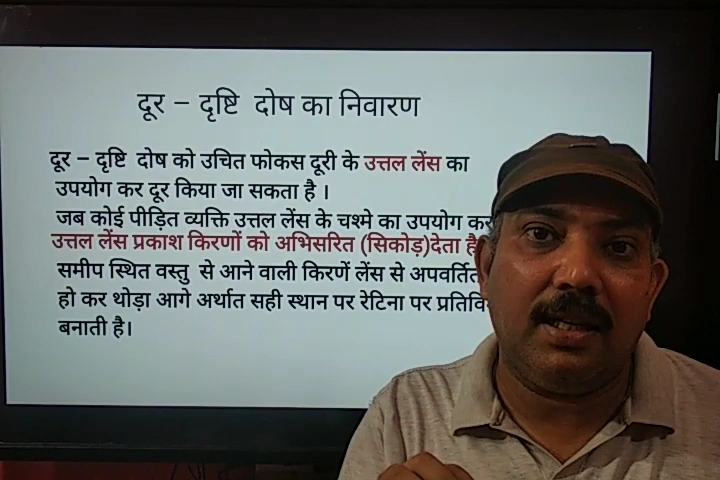 दूर – दृष्टि दोष का निवारण
दूर – दृष्टि दोष को उचित फोकस दूरी के उत्तल लेंस का
उपयोग कर दूर किया जा सकता है ।
जब कोई पीड़ित व्यक्ति उत्तल लेंस के चश्मे का उपयोग कर
उत्तल लेंस प्रकाश किरणों को अभिसरित (सिकोड़)देता है
समीप स्थित वस्तु से आने वाली किरणें लेंस से अपवर्तित
हो कर थोड़ा आगे अर्थात सही स्थान पर रेटिना पर
बनाती है।